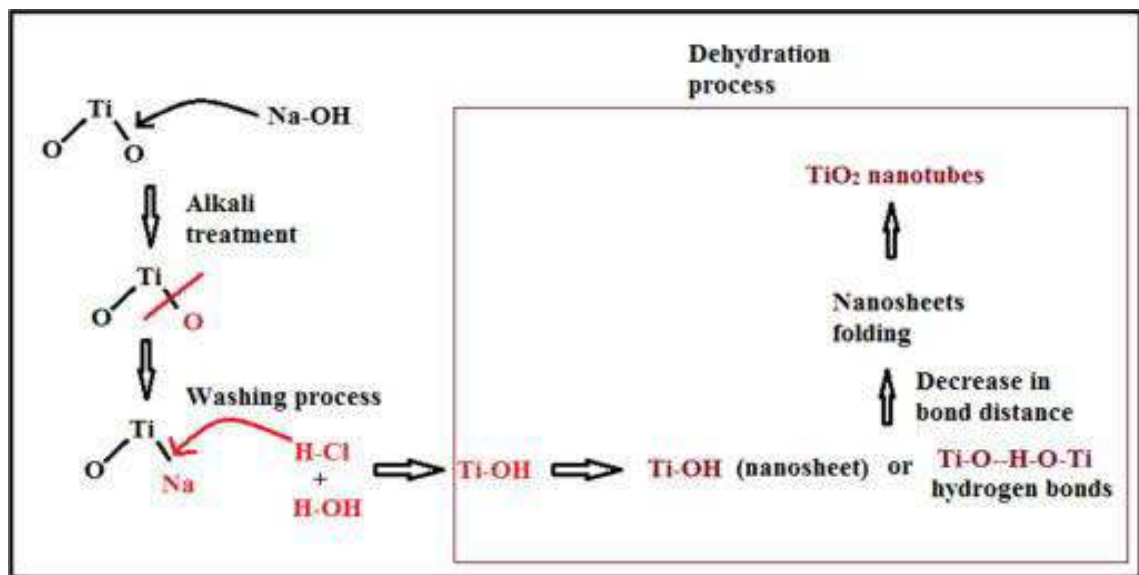 Dehydration
process
Ti
O
O
Na-OH
Alkali
treatment
Ti
O
O
Washing process
Ti
O
Na
H-Cl
+
H-OH
Ti-OH
Ti-OH (nanosheet) or
Ti-O--H-O-Ti
hydrogen bonds
Decrease in
bond distance
Nanosheets
folding
TiO₂ nanotubes